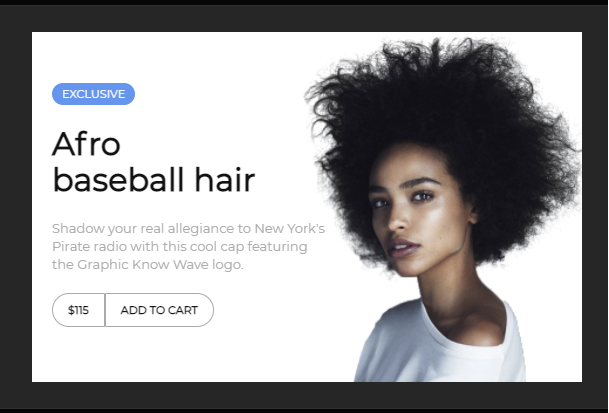 EXCLUSIVE
Afro
baseball hair
Shadow your real allegiance to New York's
Pirate radio with this cool cap featuring
the Graphic Know Wave logo.
$115 ADD TO CART